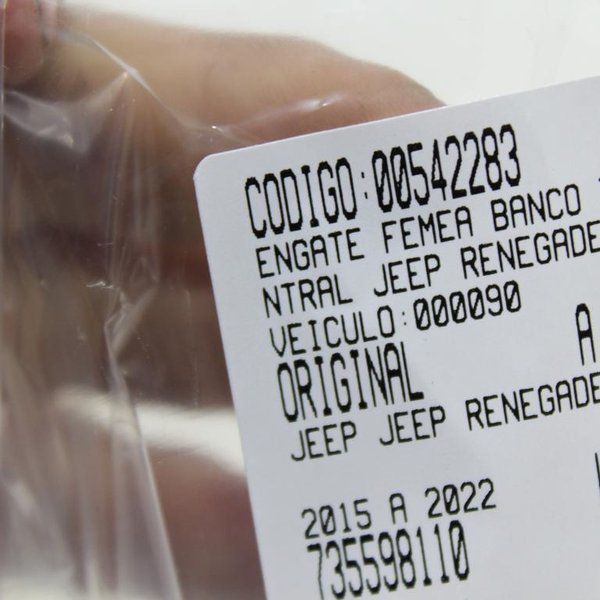 CODIGO:00542283
ENGATE FEMEA BANCO
NTRAL JEEP RENEGADE
VEICULO:000090
ORIGINAL A
JEEP JEEP RENEGADE
2015 A 2022
735598110